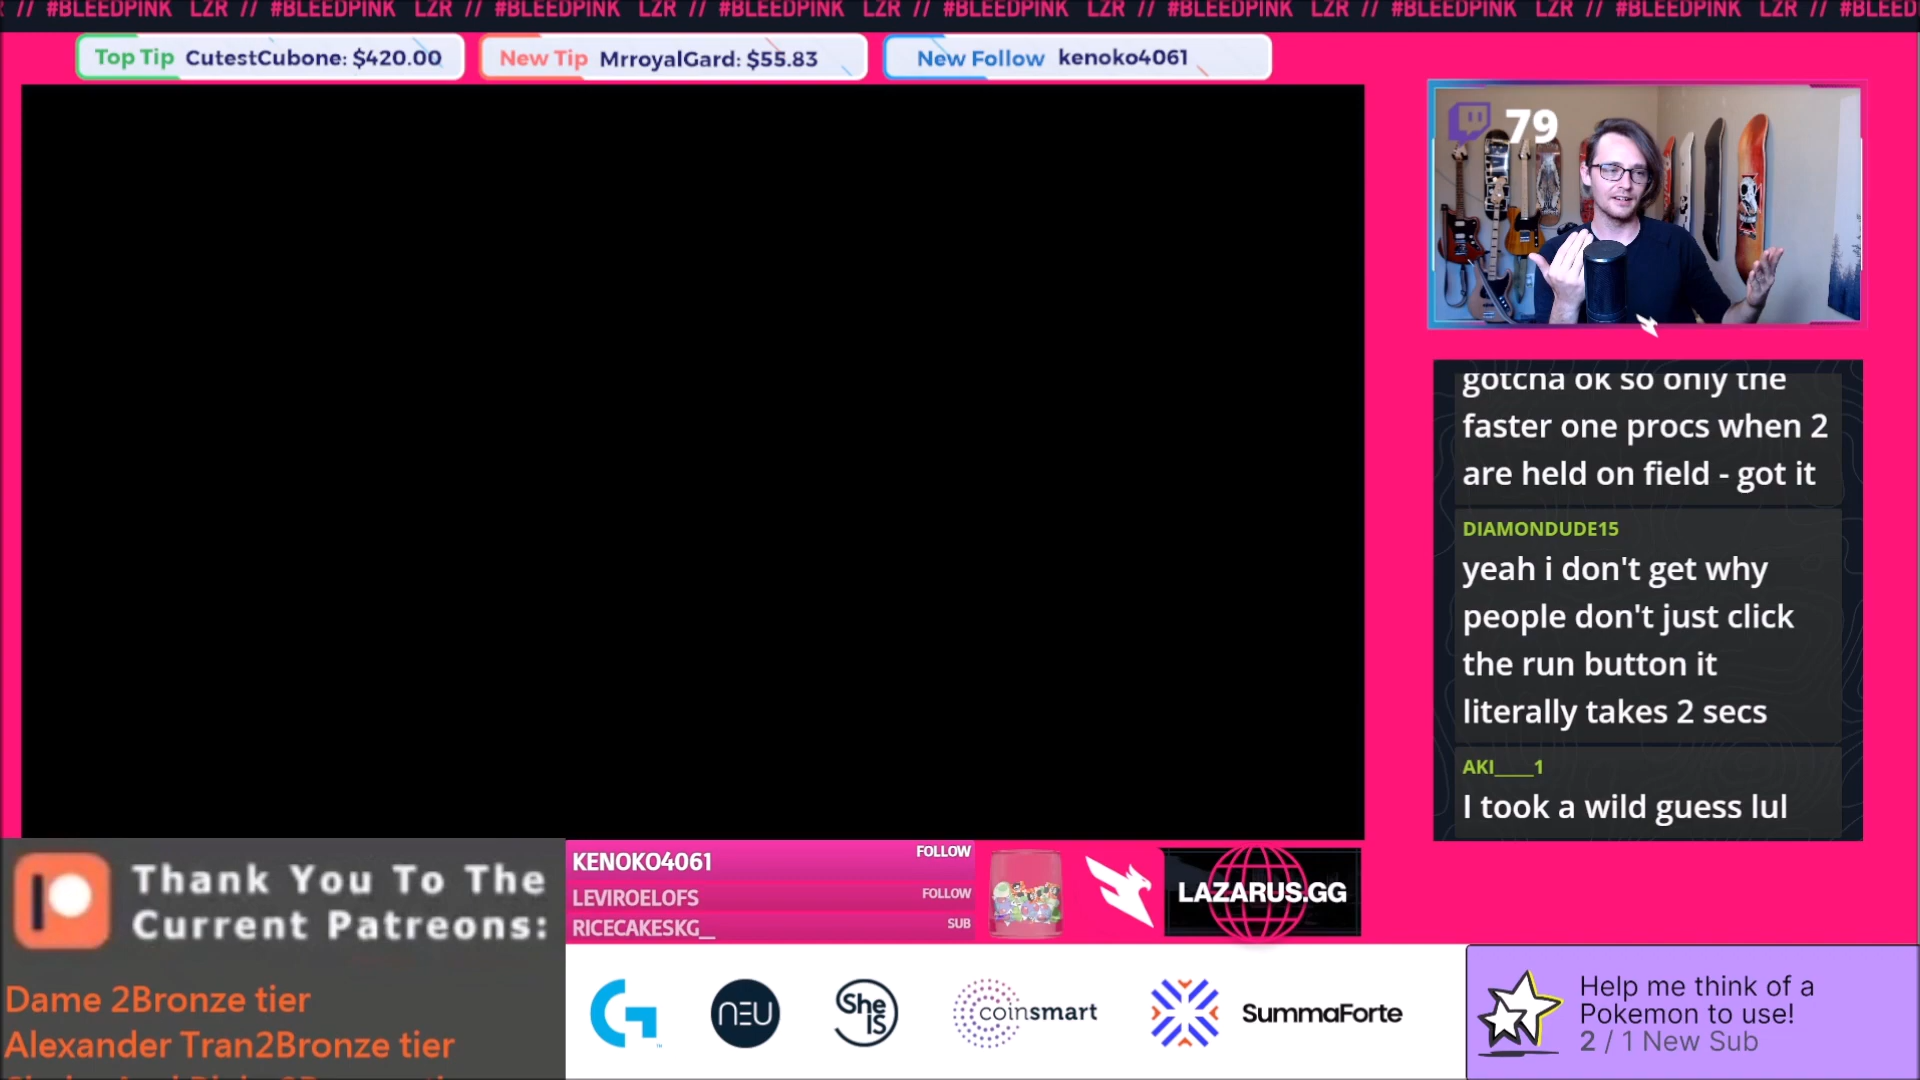 // #BLEEDPINK LZR // #BLEEDPINK LZR // #BLEEDPINK LZR // #BLEEDPINK LZR // #BLEEDPINK LZR // #BLEEDPINK LZR // #BLEEDPINK LZR // #BLEEDPINK LZR // #BLEED
Top Tip CutestCubone: $420.00
New Tip MrroyalGard: $55.83
New Follow kenoko4061
79
gotcha ok so only the
faster one procs when 2
are held on field - got it
DIAMONDUDE15
yeah i don't get why
people don't just click
the run button it
literally takes 2 secs
AKI____1
I took a wild guess lul
Thank You To The
Current Patreons:
Dame 2Bronze tier
Alexander Tran2Bronze tier
KENOKO4061 FOLLOW
LEVIROELOFS FOLLOW
RICECAKESKG__ SUB
LAZARUS.GG
G
NEU
She
IS
coinsmart
SummaForte
Help me think of a
Pokemon to use!
2 / 1 New Sub